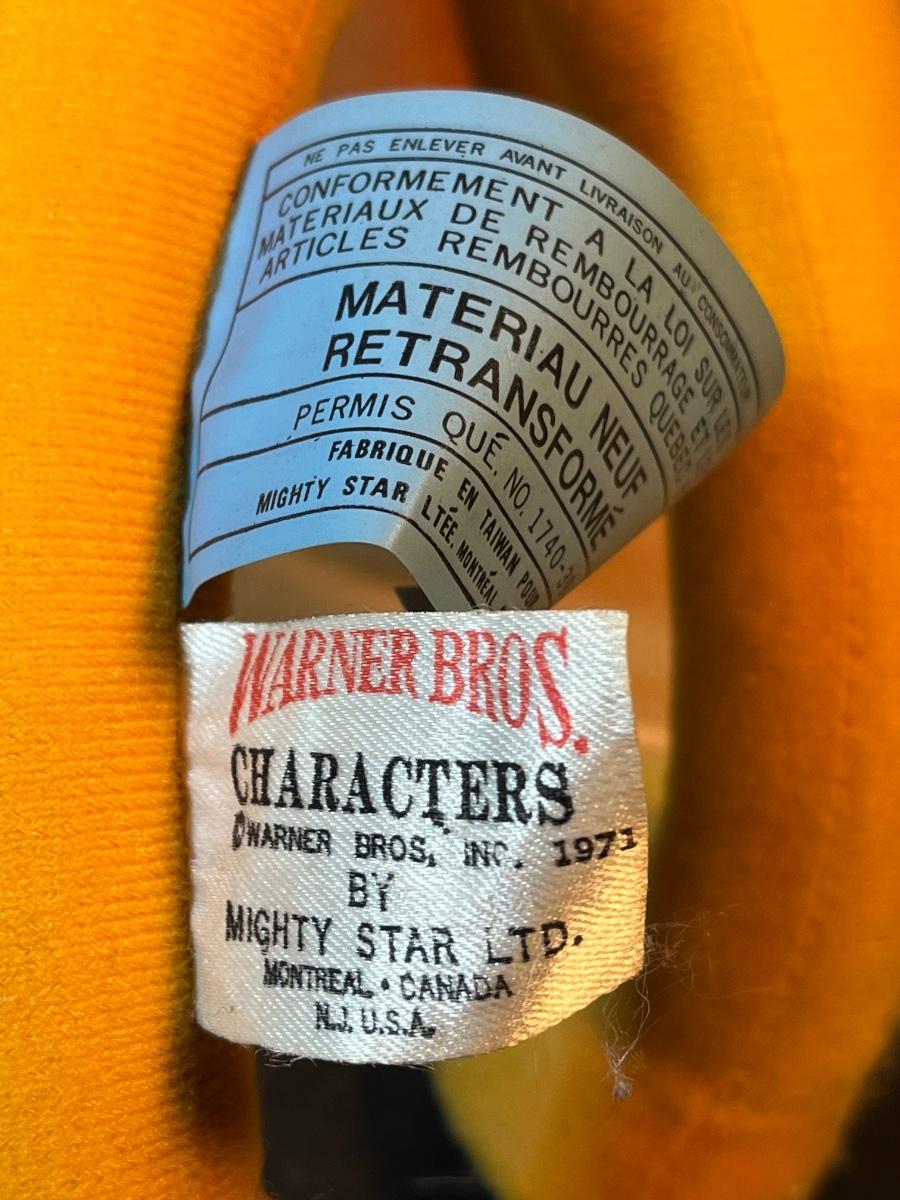 NE PAS ENLEVER AVANT LIVRAISON AU CONSOMMATEUR
CONFORMEMENT A LA LOI SUR LES
MATERIAUX DE REMBOURRAGE ET
ARTICLES REMBOURRES QUEBEC
MATERIAU NEUF
RETRANSFORMÉ
PERMIS QUÉ. NO. 1740-
FABRIQUE EN TAIWAN POUR
MIGHTY STAR LTÉE. MONTRÉAL
WARNER BROS.
CHARACTERS
©WARNER BROS, INC. 1971
BY
MIGHTY STAR LTD.
MONTREAL • CANADA
N.J. U.S.A.